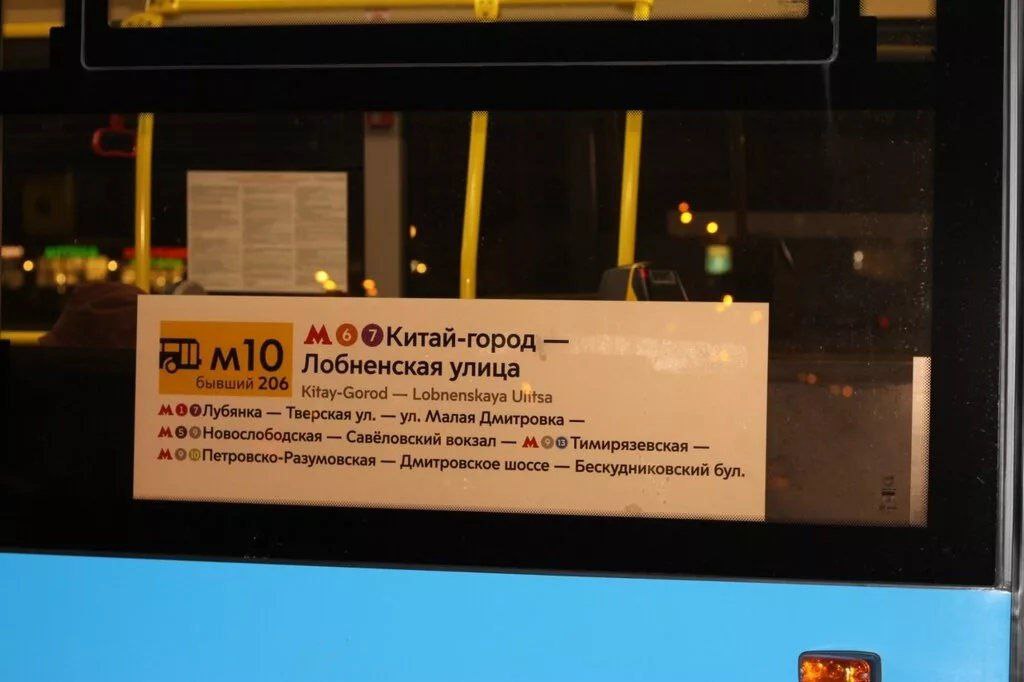 м10
бывший 206
М 6 7 Китай-город —
Лобненская улица
Kitay-Gorod — Lobnenskaya Ulitsa
М 1 7 Лубянка — Тверская ул. — ул. Малая Дмитровка —
М 5 9 Новослободская — Савёловский вокзал — М 9 13 Тимирязевская —
М 9 10 Петровско-Разумовская — Дмитровское шоссе — Бескудниковский бул.